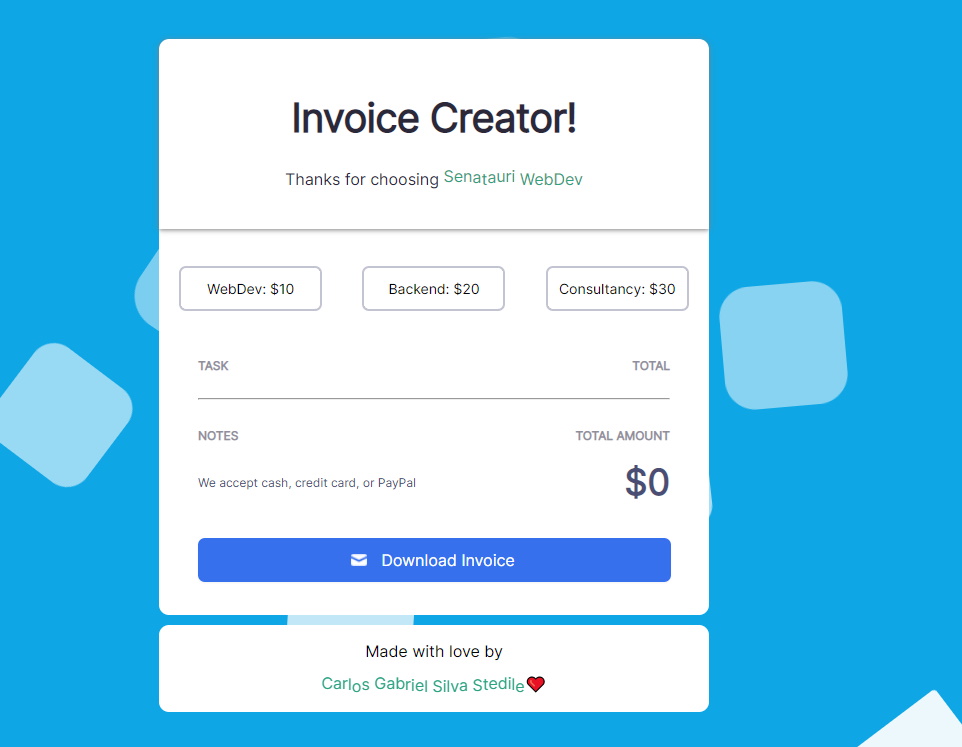 Invoice Creator!
Thanks for choosing Senatauri WebDev
WebDev: $10 Backend: $20 Consultancy: $30
TASK TOTAL
NOTES TOTAL AMOUNT
We accept cash, credit card, or PayPal $0
Download Invoice
Made with love by
Carlos Gabriel Silva Stedile